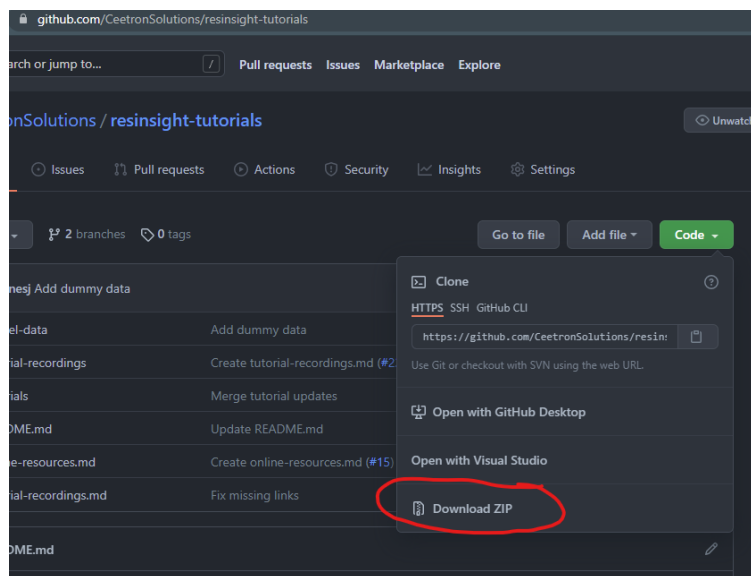 github.com/CeetronSolutions/resinsight-tutorials
arch or jump to...
/
Pull requests Issues Marketplace Explore
onSolutions / resinsight-tutorials
Unwatc
Issues Pull requests Actions Security Insights Settings
2 branches 0 tags
Go to file Add file Code
nesj Add dummy data
Clone
HTTPS SSH GitHub CLI
el-data Add dummy data
https://github.com/CeetronSolutions/resin:
ial-recordings Create tutorial-recordings.md (#2
Use Git or checkout with SVN using the web URL.
ials Merge tutorial updates
Open with GitHub Desktop
DME.md Update README.md
ne-resources.md Create online-resources.md (#15)
Open with Visual Studio
ial-recordings.md Fix missing links
Download ZIP
DME.md